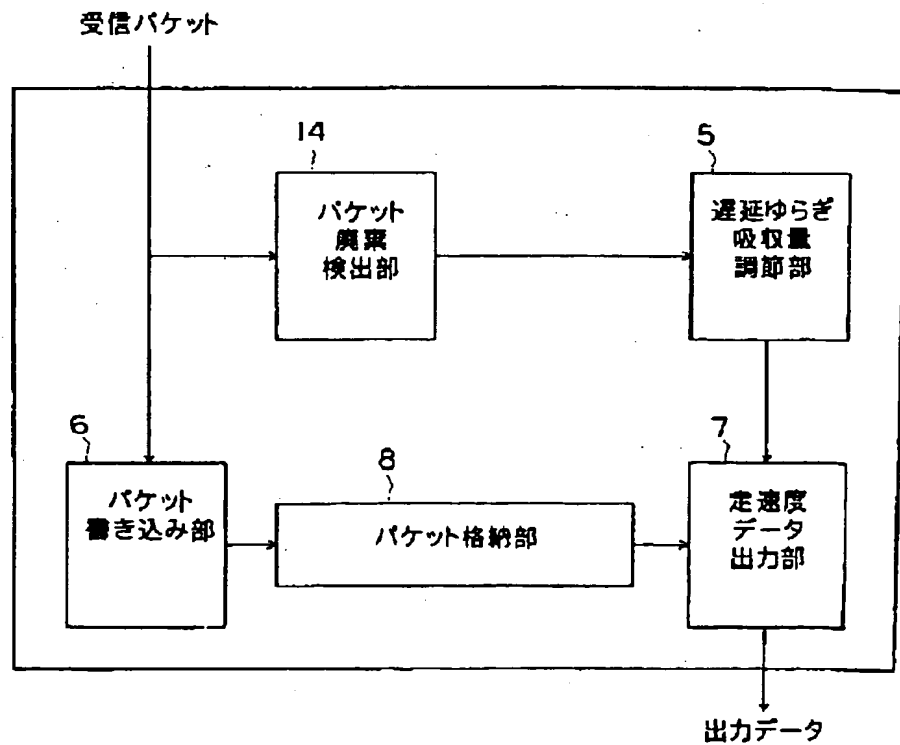 受信パケット
14
パケット
廃棄
検出部
5
遅延ゆらぎ
吸収量
調節部
6
パケット
書き込み部
8
パケット格納部
7
定速度
データ
出力部
出力データ